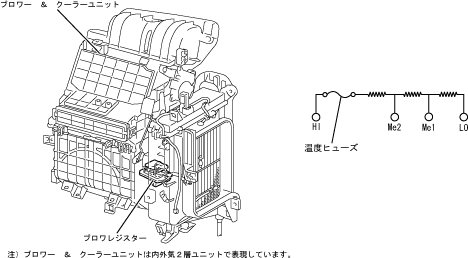 ブロワー　＆　クーラーユニット
HI
Me2
Me1
LO
温度ヒューズ
ブロワレジスター
注）ブロワー　＆　クーラーユニットは内外気２層ユニットで表現しています。